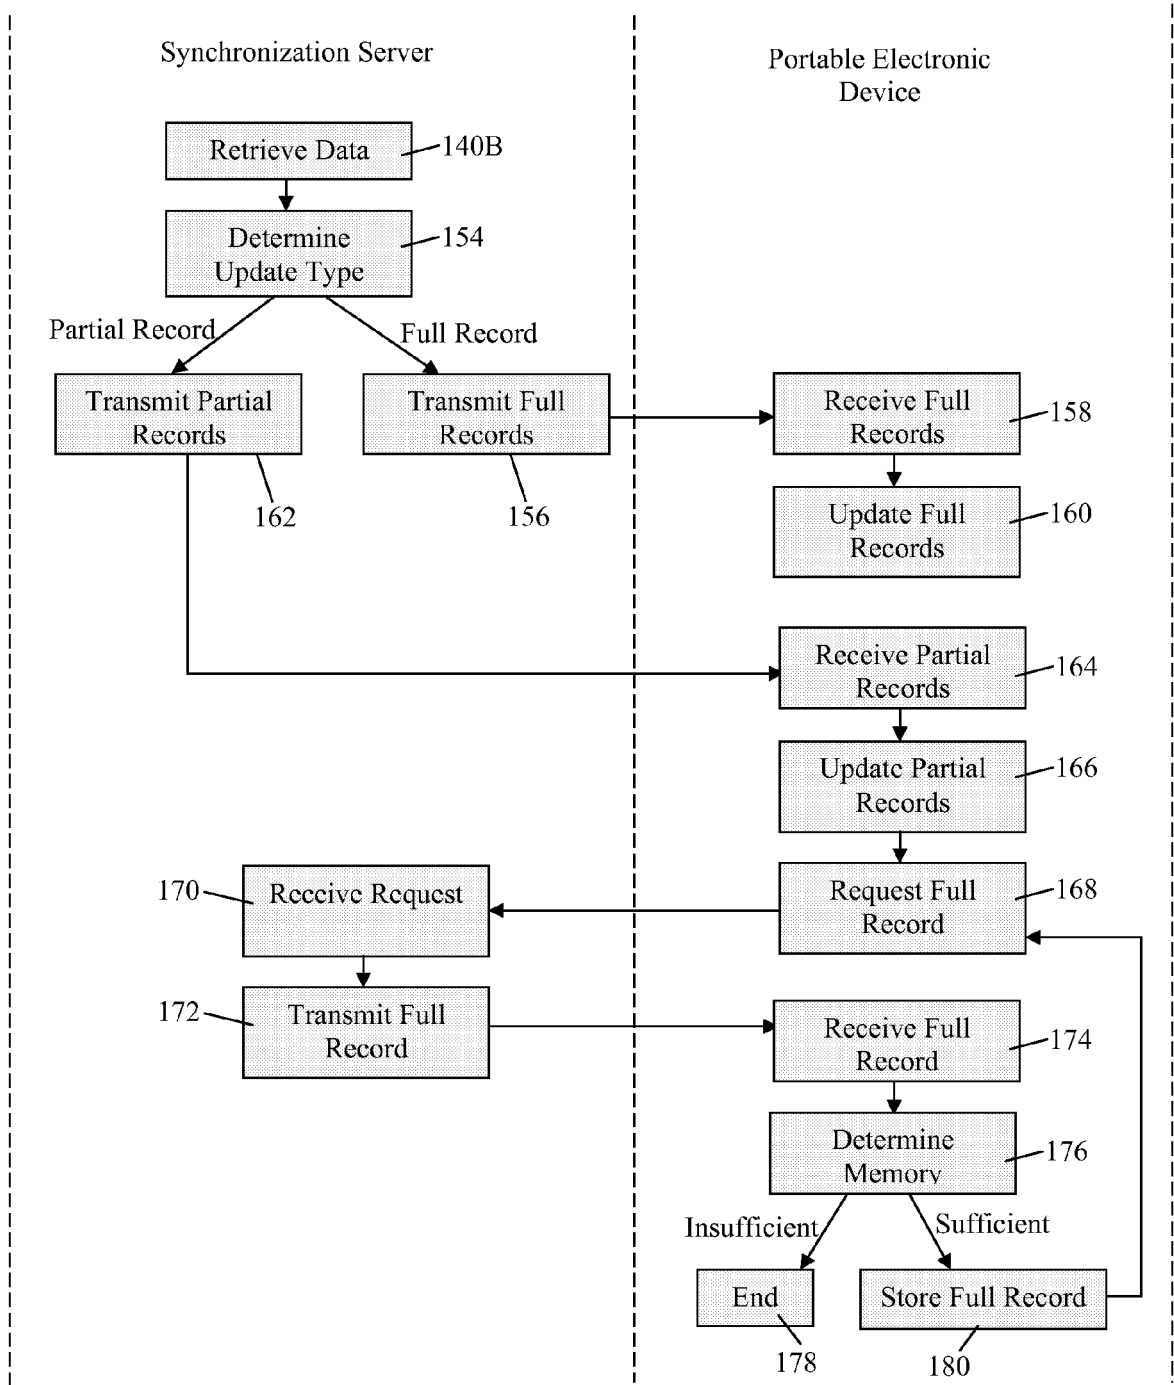 Synchronization Server
Portable Electronic
Device
Retrieve Data
140B
Determine
Update Type
154
Partial Record
Full Record
Transmit Partial
Records
162
Transmit Full
Records
156
Receive Full
Records
158
Update Full
Records
160
Receive Partial
Records
164
Update Partial
Records
166
Request Full
Record
168
170
Receive Request
172
Transmit Full
Record
Receive Full
Record
174
Determine
Memory
176
Insufficient
Sufficient
End
178
Store Full Record
180